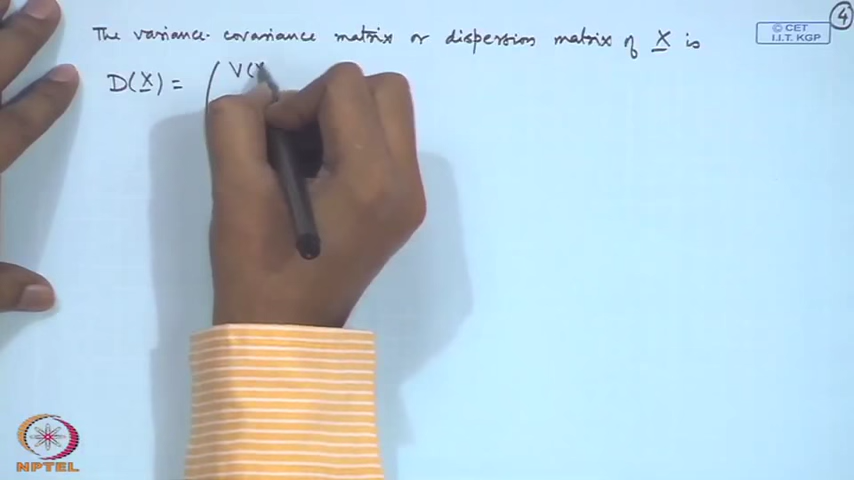 4
© CET
I.I.T. KGP
The variance-covariance matrix or dispersion matrix of X is
D(X) = ( V(X
NPTEL